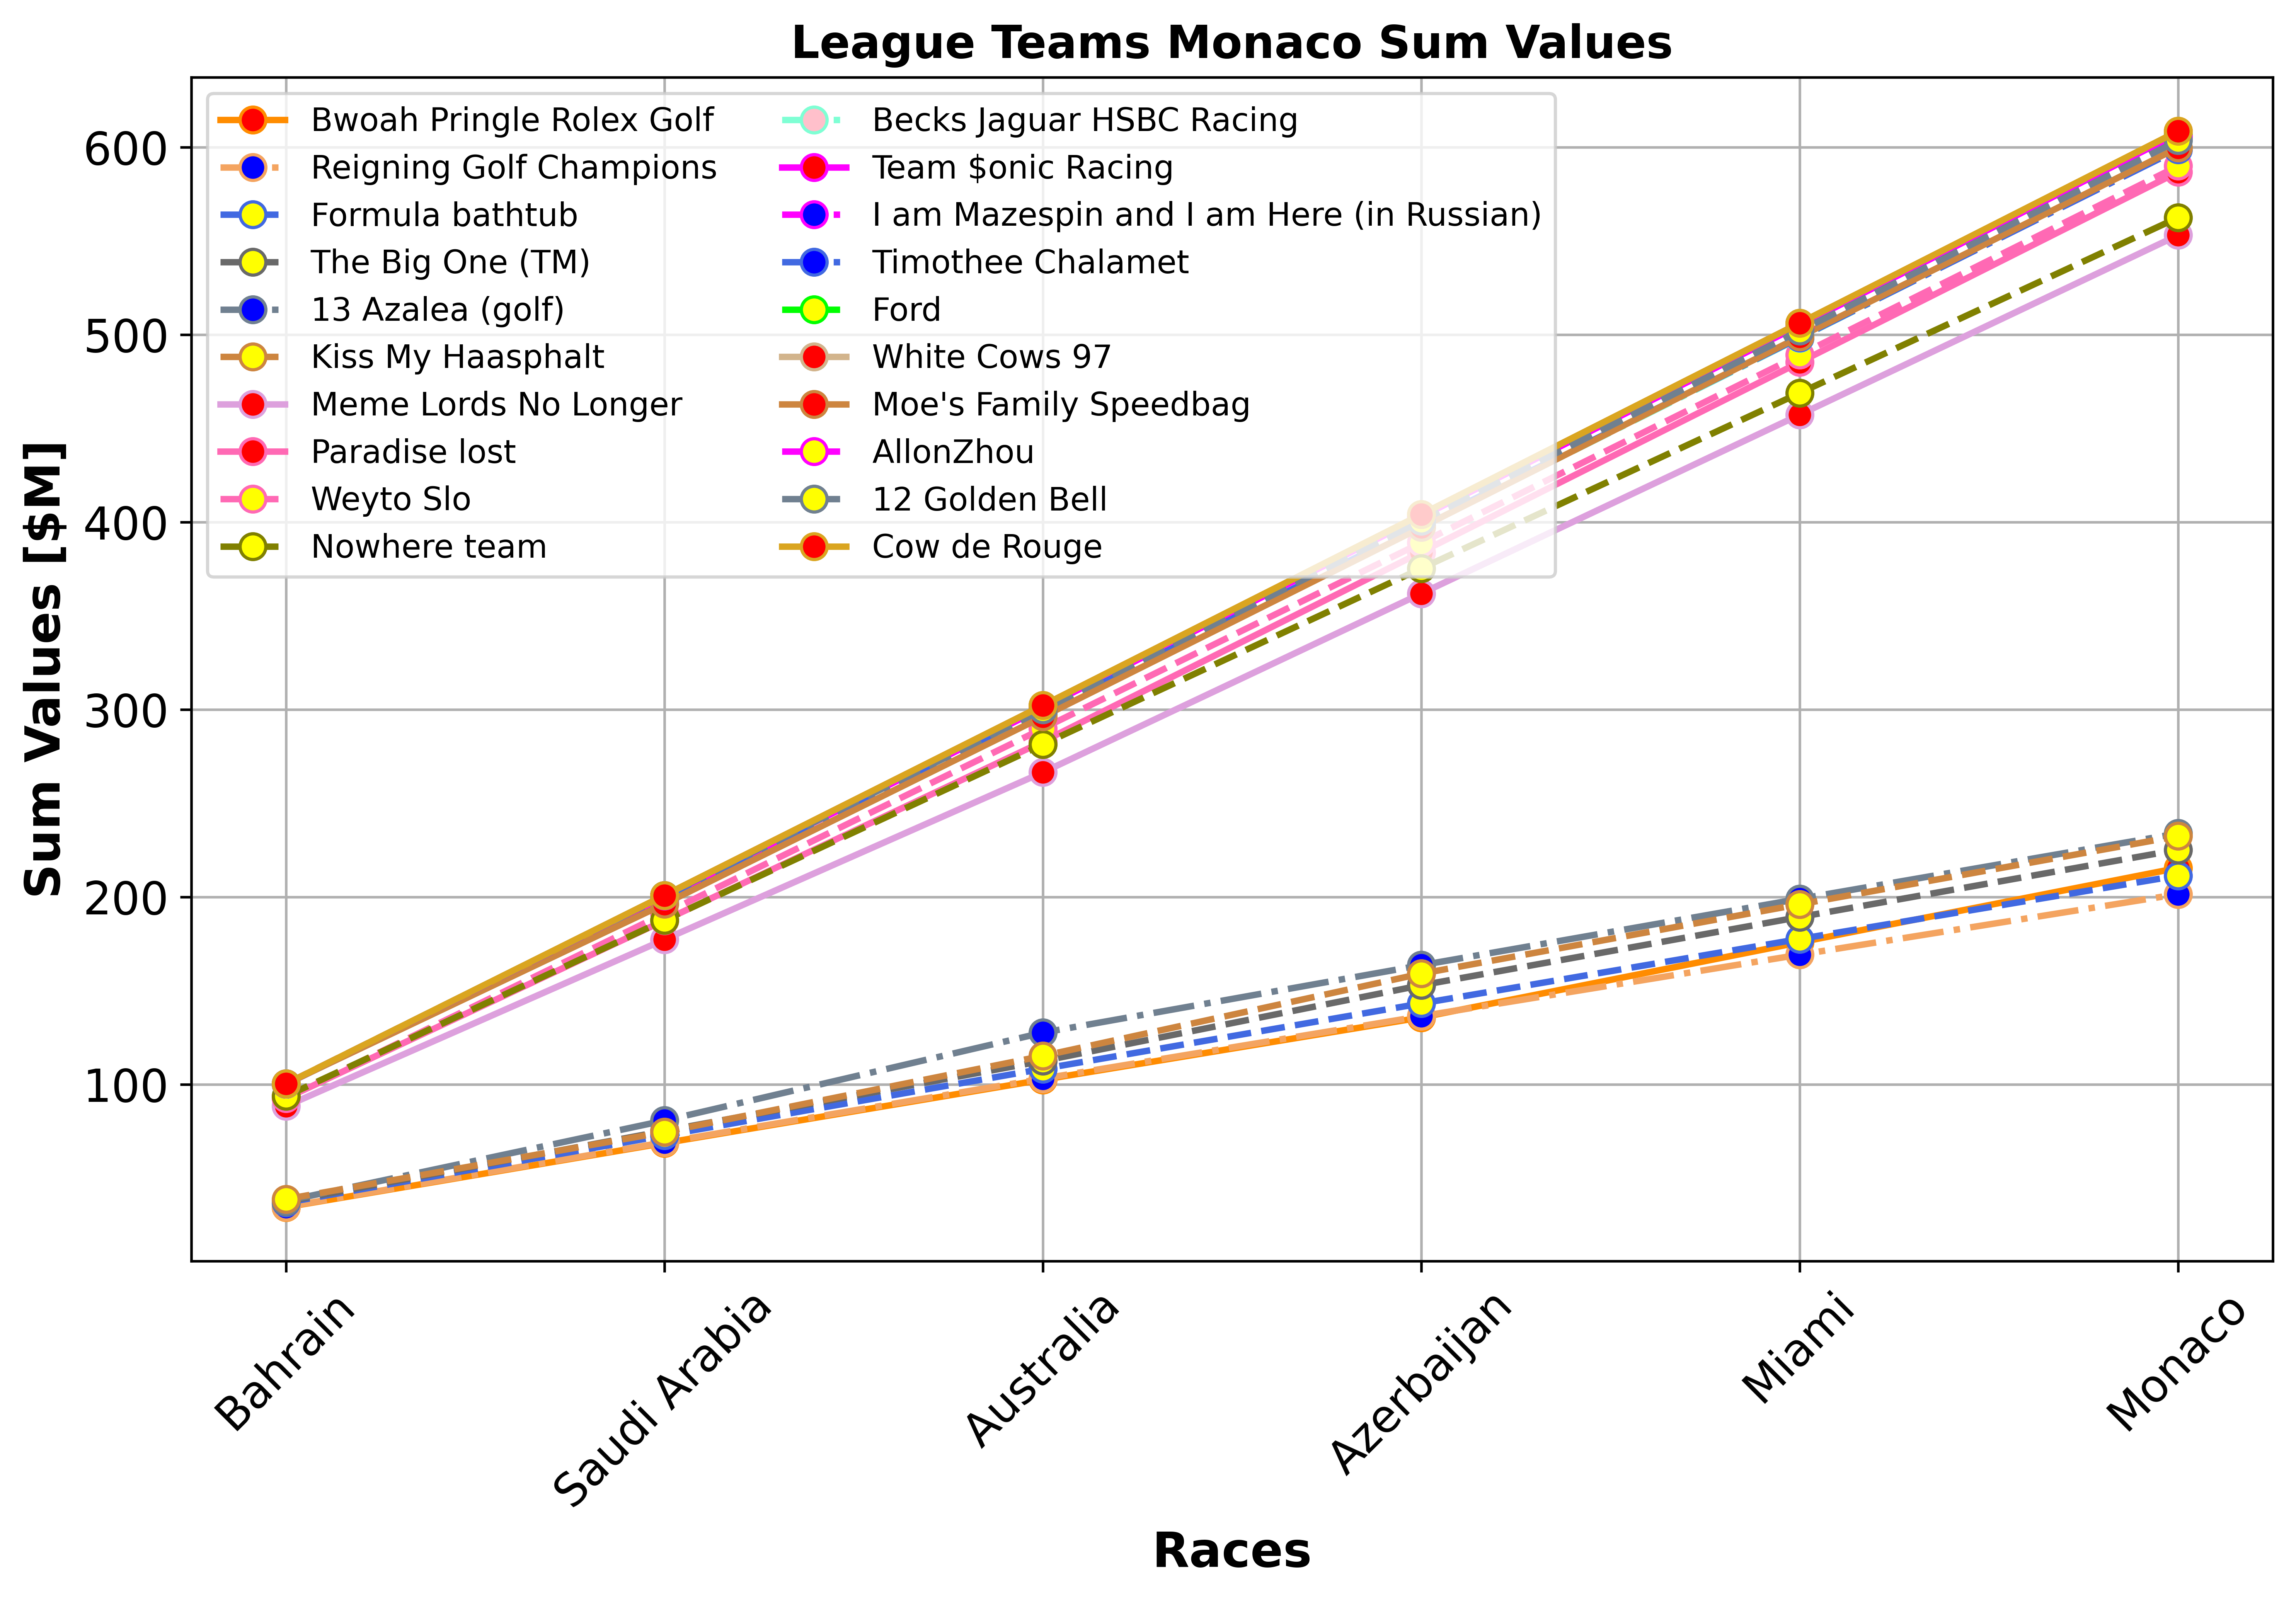 League Teams Monaco Sum Values
Sum Values [$M]
600
500
400
300
200
100
Bwoah Pringle Rolex Golf
Reigning Golf Champions
Formula bathtub
The Big One (TM)
13 Azalea (golf)
Kiss My Haasphalt
Meme Lords No Longer
Paradise lost
Weyto Slo
Nowhere team
Becks Jaguar HSBC Racing
Team $onic Racing
I am Mazespin and I am Here (in Russian)
Timothee Chalamet
Ford
White Cows 97
Moe's Family Speedbag
AllonZhou
12 Golden Bell
Cow de Rouge
Bahrain
Saudi Arabia
Australia
Azerbaijan
Miami
Monaco
Races